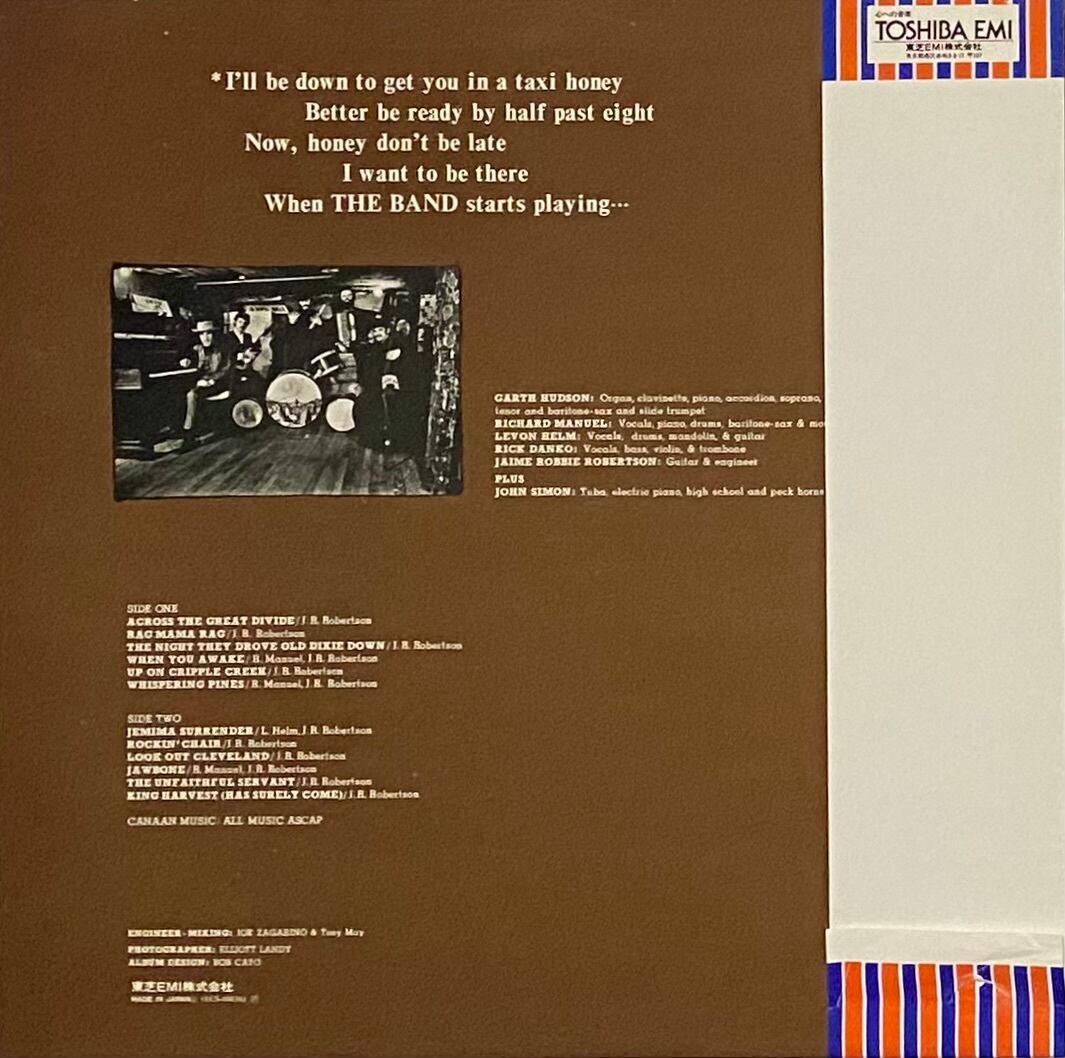 心への音楽
TOSHIBA EMI
東芝EMI株式会社
*I'll be down to get you in a taxi honey
Better be ready by half past eight
Now, honey don't be late
I want to be there
When THE BAND starts playing…
GARTH HUDSON: Organ, clavinette, piano, accordion, soprano,
tenor and baritone-sax and slide trumpet
RICHARD MANUEL: Vocals, piano, drums, baritone-sax & mo
LEVON HELM: Vocals, drums, mandolin, & guitar
RICK DANKO: Vocals, bass, violin, & trombone
JAIME ROBBIE ROBERTSON: Guitar & engineer
PLUS
JOHN SIMON: Tuba, electric piano, high school and peck horns
SIDE ONE
ACROSS THE GREAT DIVIDE/J.R. Robertson
RAG MAMA RAG/J.R. Robertson
THE NIGHT THEY DROVE OLD DIXIE DOWN/J.R. Robertson
WHEN YOU AWAKE/R. Manuel, J.R. Robertson
UP ON CRIPPLE CREEK/J.R. Robertson
WHISPERING PINES/R. Manuel, J.R. Robertson
SIDE TWO
JEMIMA SURRENDER/L. Helm, J.R. Robertson
ROCKIN' CHAIR/J.R. Robertson
LOOK OUT CLEVELAND/J.R. Robertson
JAWBONE/R. Manuel, J.R. Robertson
THE UNFAITHFUL SERVANT/J.R. Robertson
KING HARVEST (HAS SURELY COME)/J.R. Robertson
CANAAN MUSIC: ALL MUSIC ASCAP
ENGINEER-MIXING: JOE ZAGARINO & Tony May
PHOTOGRAPHER: ELLIOTT LANDY
ALBUM DESIGN: BOB CATO
東芝EMI株式会社
MADE IN JAPAN